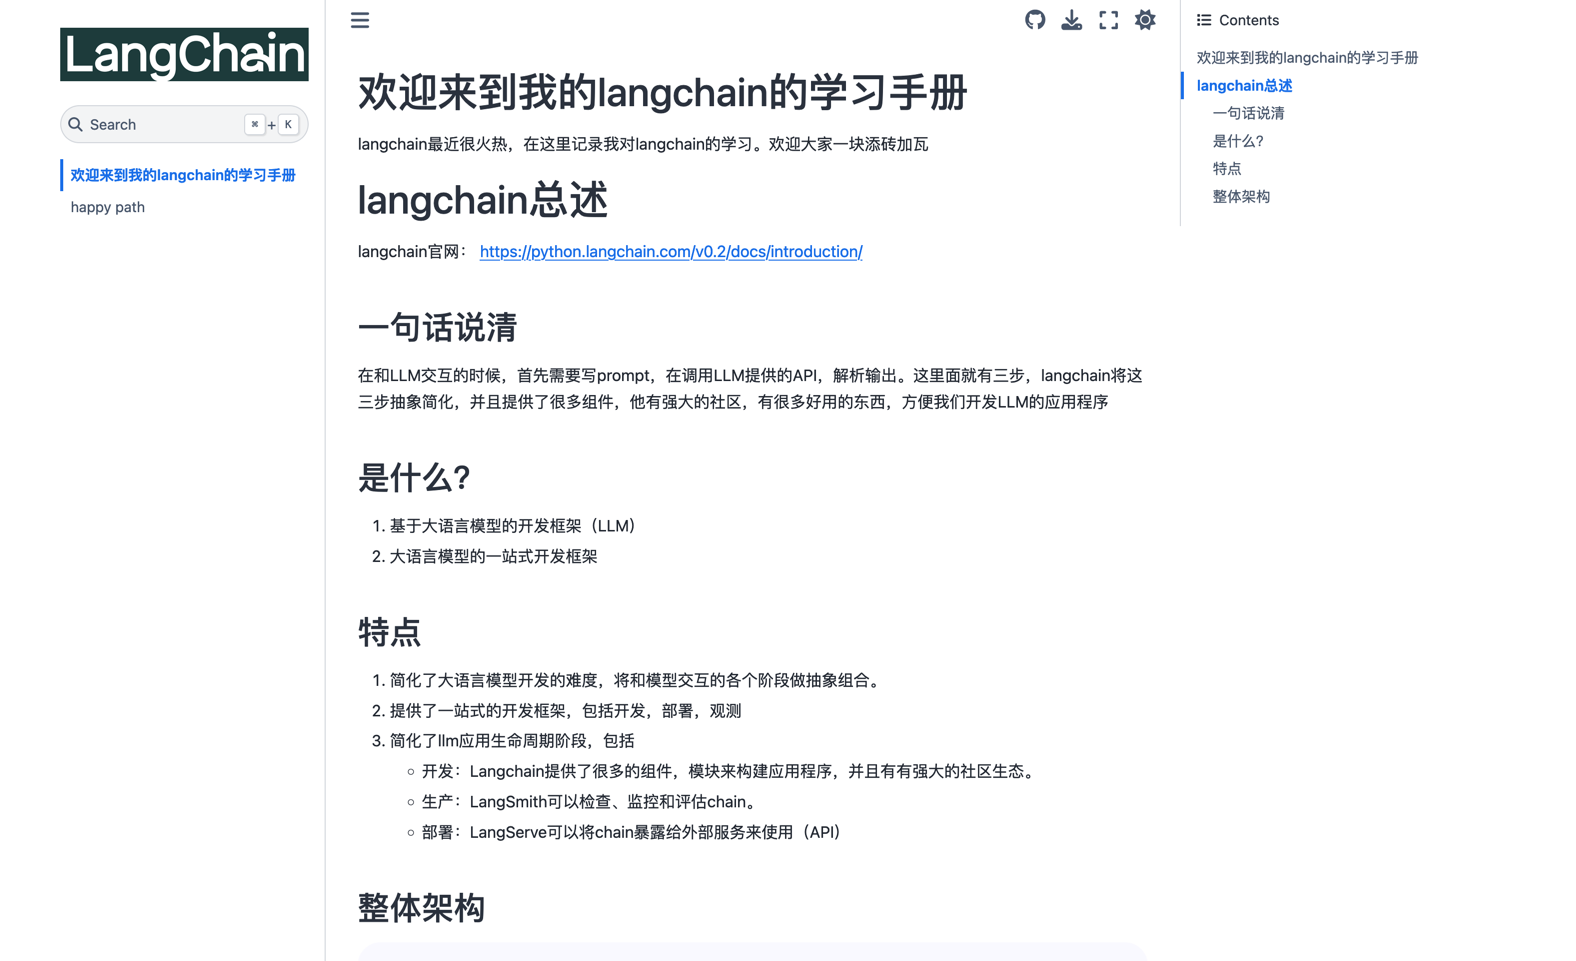 LangChain
Search
⌘ + K
欢迎来到我的langchain的学习手册
happy path
欢迎来到我的langchain的学习手册
langchain最近很火热，在这里记录我对langchain的学习。欢迎大家一块添砖加瓦
langchain总述
langchain官网： https://python.langchain.com/v0.2/docs/introduction/
一句话说清
在和LLM交互的时候，首先需要写prompt，在调用LLM提供的API，解析输出。这里面就有三步，langchain将这
三步抽象简化，并且提供了很多组件，他有强大的社区，有很多好用的东西，方便我们开发LLM的应用程序
是什么?
1. 基于大语言模型的开发框架（LLM）
2. 大语言模型的一站式开发框架
特点
1. 简化了大语言模型开发的难度，将和模型交互的各个阶段做抽象组合。
2. 提供了一站式的开发框架，包括开发，部署，观测
3. 简化了llm应用生命周期阶段，包括
开发：Langchain提供了很多的组件，模块来构建应用程序，并且有有强大的社区生态。
生产：LangSmith可以检查、监控和评估chain。
部署：LangServe可以将chain暴露给外部服务来使用（API）
整体架构
Contents
欢迎来到我的langchain的学习手册
langchain总述
一句话说清
是什么?
特点
整体架构